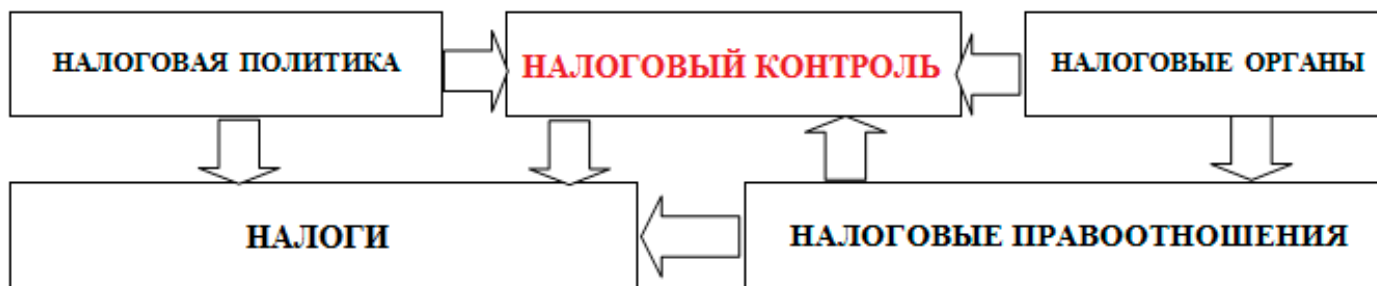 НАЛОГОВАЯ ПОЛИТИКА
НАЛОГОВЫЙ КОНТРОЛЬ
НАЛОГОВЫЕ ОРГАНЫ
НАЛОГИ
НАЛОГОВЫЕ ПРАВООТНОШЕНИЯ